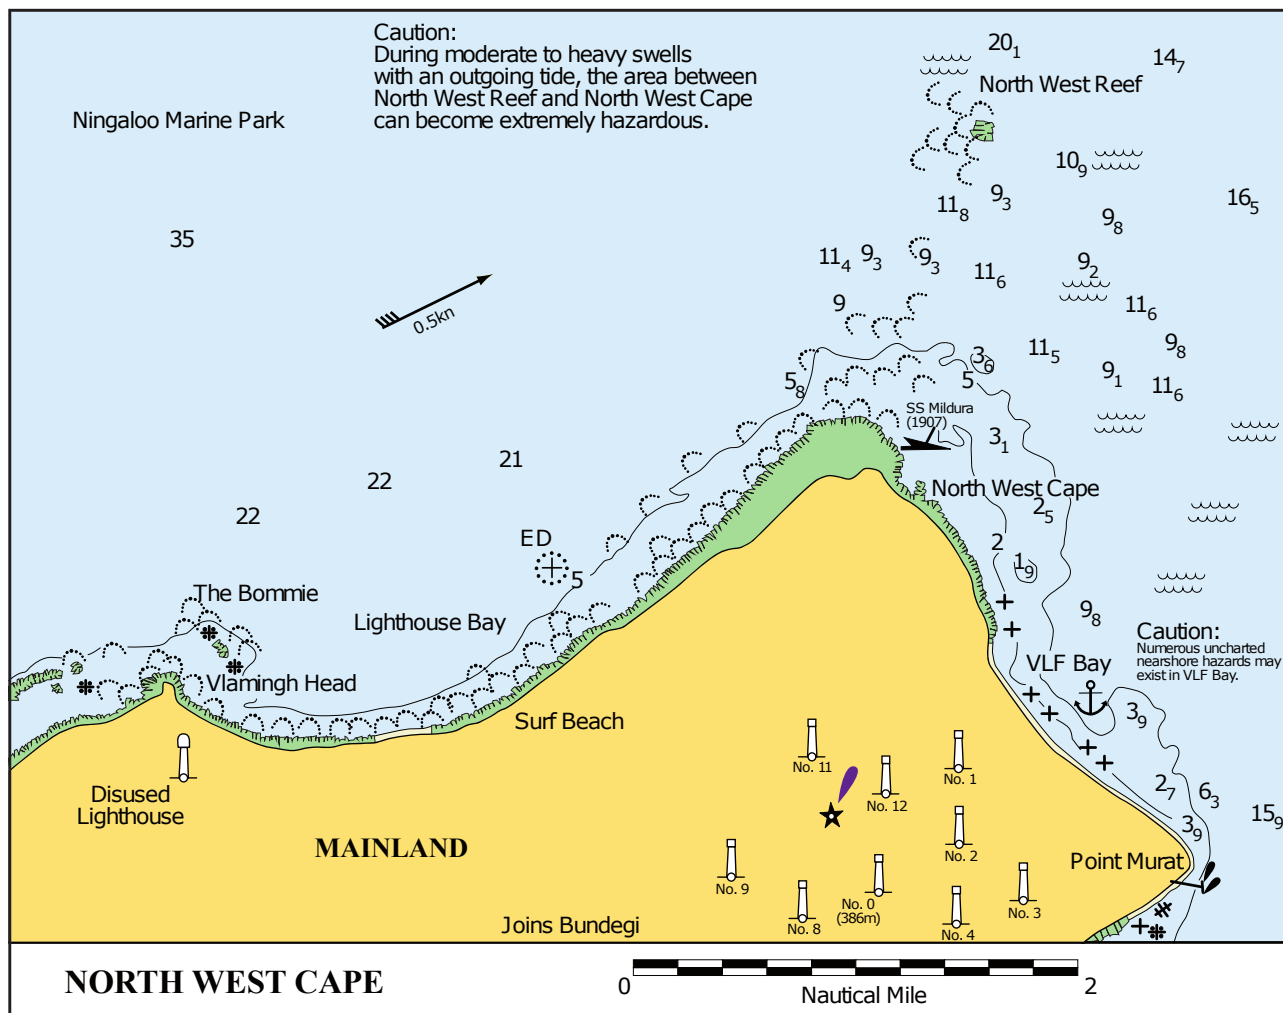 Caution:
During moderate to heavy swells
with an outgoing tide, the area between
North West Reef and North West Cape
can become extremely hazardous.
20₁
14₇
North West Reef
Ningaloo Marine Park
10₉
9₃
11₈
16₅
9₈
35
11₄
9₃
9₃
11₆
9₂
0.5kn
9
11₆
3₆
11₅
9₈
5₈
5
9₁
11₆
SS Mildura
(1907)
3₁
21
22
North West Cape
22
2₅
ED
2
1₉
5
The Bommie
Lighthouse Bay
9₈
Caution:
Numerous uncharted
nearshore hazards may
exist in VLF Bay.
VLF Bay
Vlamingh Head
3₉
Surf Beach
No. 11
No. 1
No. 12
2₇
6₃
Disused
Lighthouse
15₉
3₉
MAINLAND
No. 2
Point Murat
No. 9
No. 0
(386m)
No. 3
No. 8
No. 4
Joins Bundegi
NORTH WEST CAPE
0
2
Nautical Mile